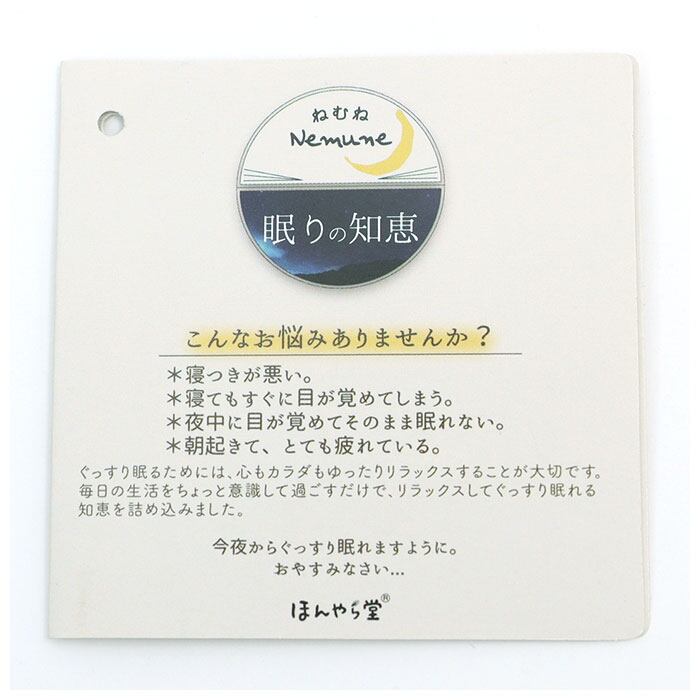 ねむね
Nemune
眠りの知恵
こんなお悩みありませんか？
＊寝つきが悪い。
＊寝てもすぐに目が覚めてしまう。
＊夜中に目が覚めてそのまま眠れない。
＊朝起きて、とても疲れている。
ぐっすり眠るためには、心もカラダもゆったりリラックスすることが大切です。
毎日の生活をちょっと意識して過ごすだけで、リラックスしてぐっすり眠れる
知恵を詰め込みました。
今夜からぐっすり眠れますように。
おやすみなさい…
ほんやら堂®